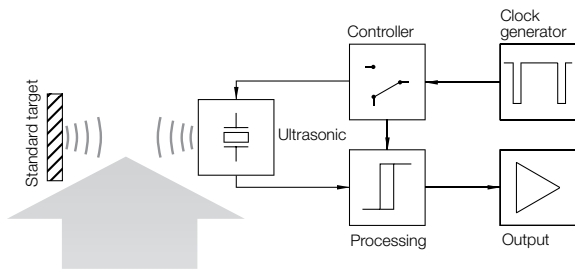 Controller
Clock
generator
Standard target
Ultrasonic
Processing
Output